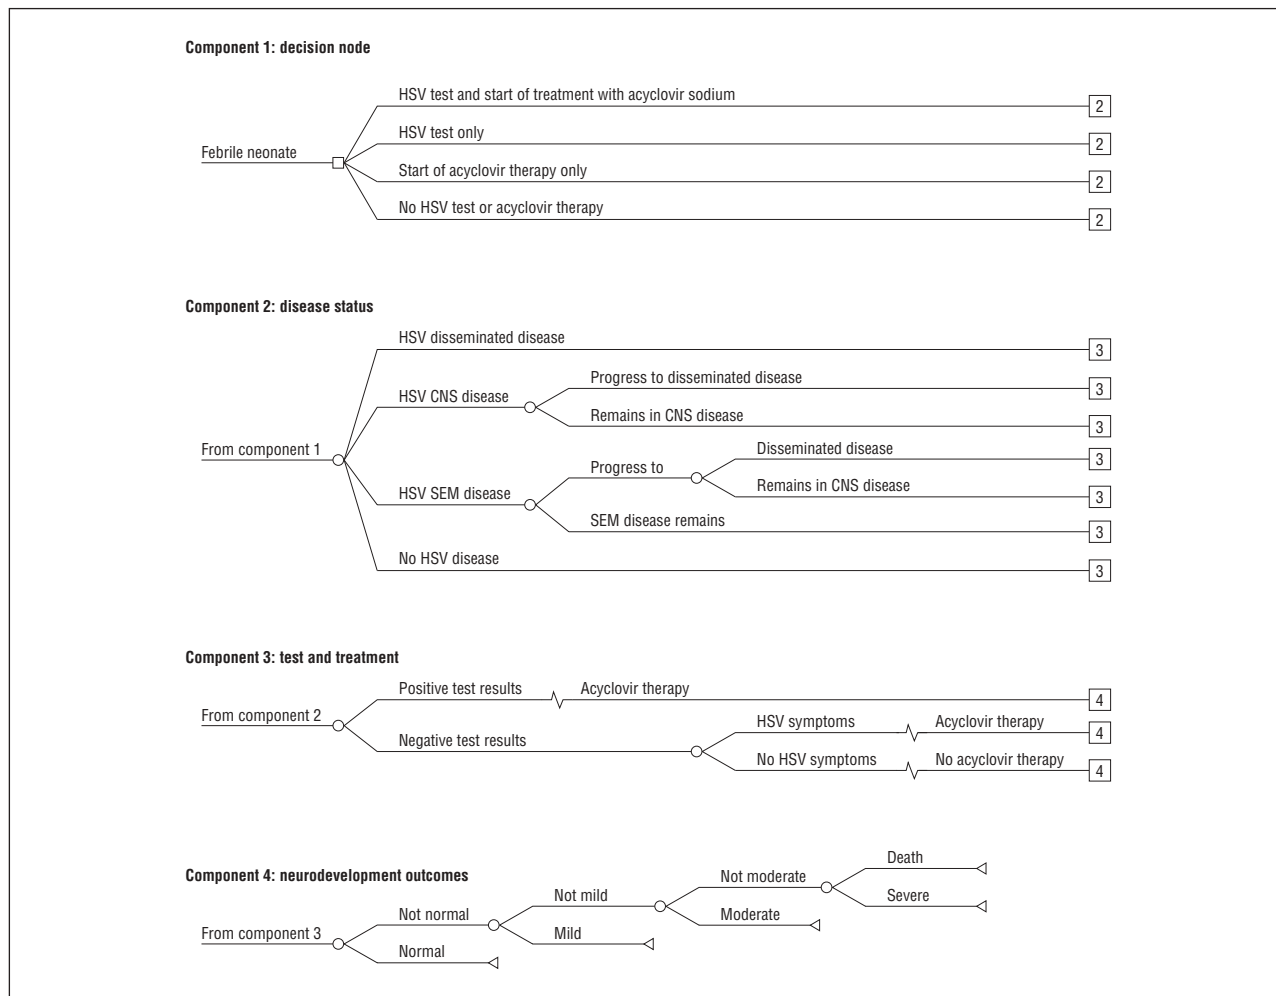 Component 1: decision node
HSV test and start of treatment with acyclovir sodium
2
HSV test only
2
Febrile neonate
Start of acyclovir therapy only
2
No HSV test or acyclovir therapy
2
Component 2: disease status
HSV disseminated disease
3
Progress to disseminated disease
3
HSV CNS disease
Remains in CNS disease
3
From component 1
Disseminated disease
3
Progress to
Remains in CNS disease
3
HSV SEM disease
SEM disease remains
3
No HSV disease
3
Component 3: test and treatment
Positive test results
Acyclovir therapy
4
From component 2
HSV symptoms
Acyclovir therapy
4
Negative test results
No HSV symptoms
No acyclovir therapy
4
Component 4: neurodevelopment outcomes
Death
Not moderate
Severe
Not mild
Moderate
Not normal
Mild
From component 3
Normal